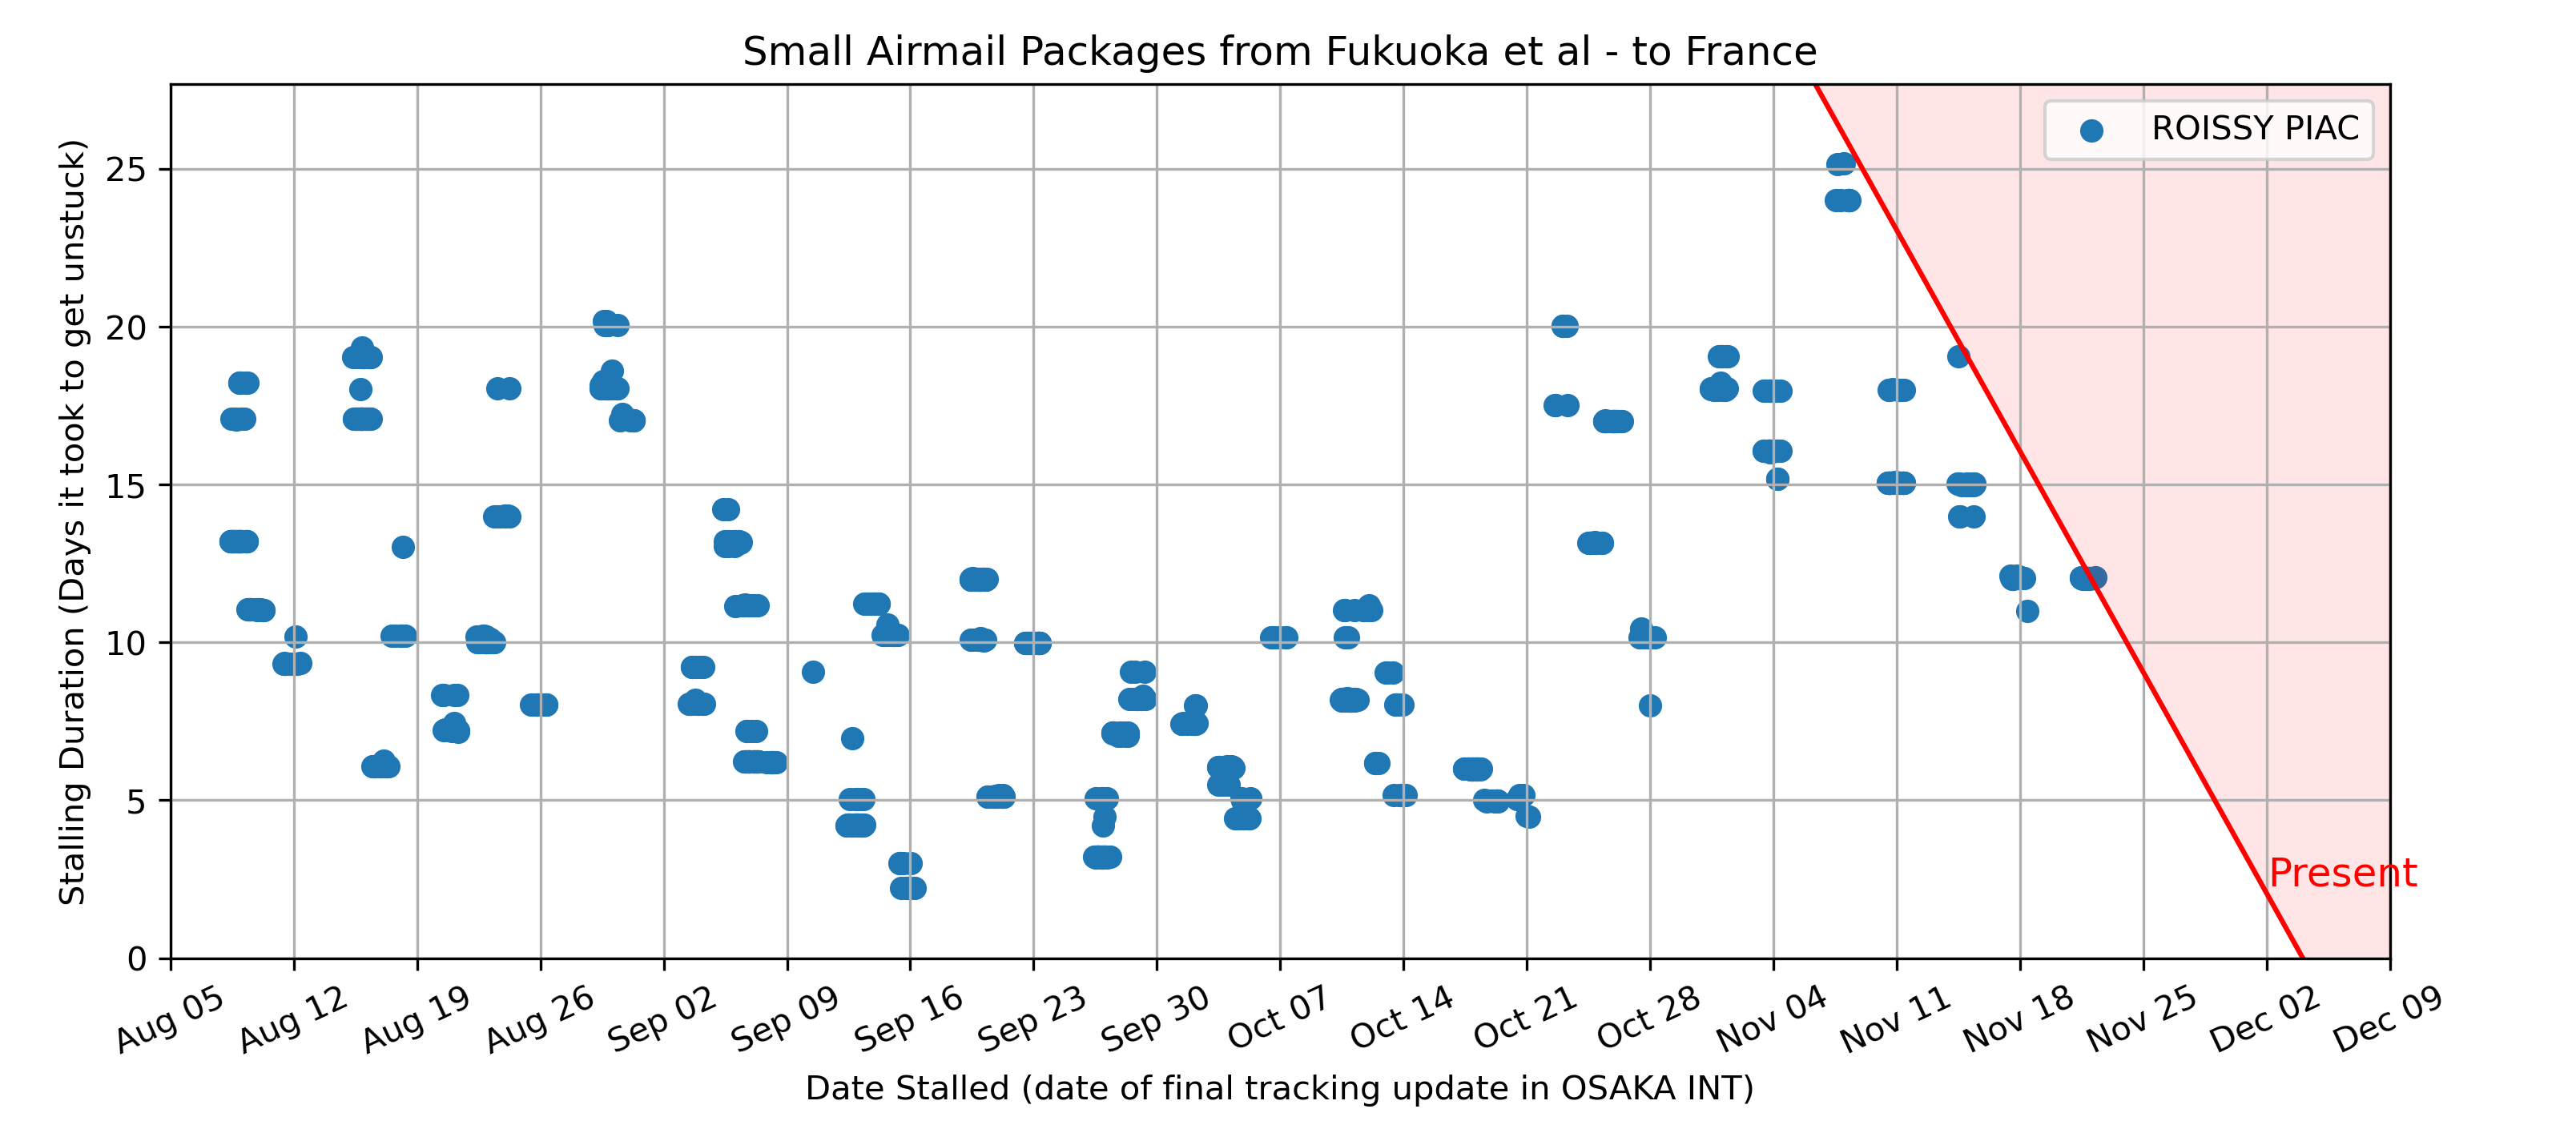 Small Airmail Packages from Fukuoka et al - to France
ROISSY PIAC
Stalling Duration (Days it took to get unstuck)
25
20
15
10
5
0
Present
Aug 05
Aug 12
Aug 19
Aug 26
Sep 02
Sep 09
Sep 16
Sep 23
Sep 30
Oct 07
Oct 14
Oct 21
Oct 28
Nov 04
Nov 11
Nov 18
Nov 25
Dec 02
Dec 09
Date Stalled (date of final tracking update in OSAKA INT)